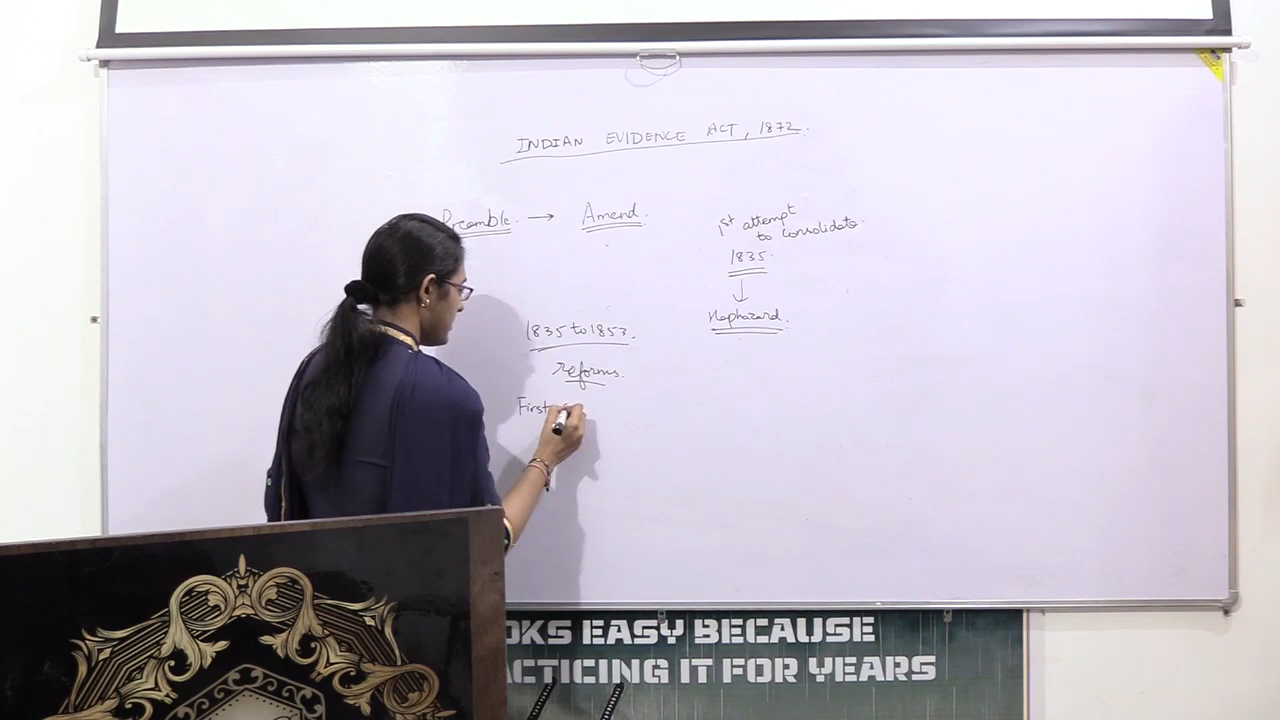 INDIAN EVIDENCE ACT, 1872.
Preamble. → Amend.
1st attempt
to consolidate.
1835.
↓
Haphazard.
1835 to 1853.
reforms.
First
OKS EASY BECAUSE
ACTICING IT FOR YEARS